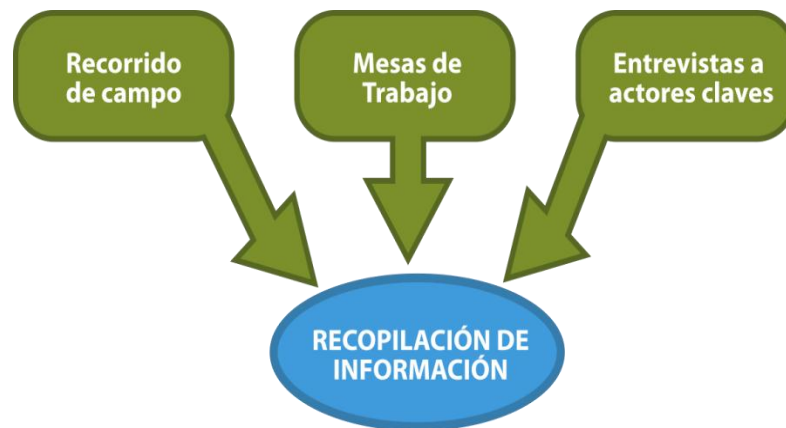 Recorrido
de campo
Mesas de
Trabajo
Entrevistas a
actores claves
RECOPILACIÓN DE
INFORMACIÓN